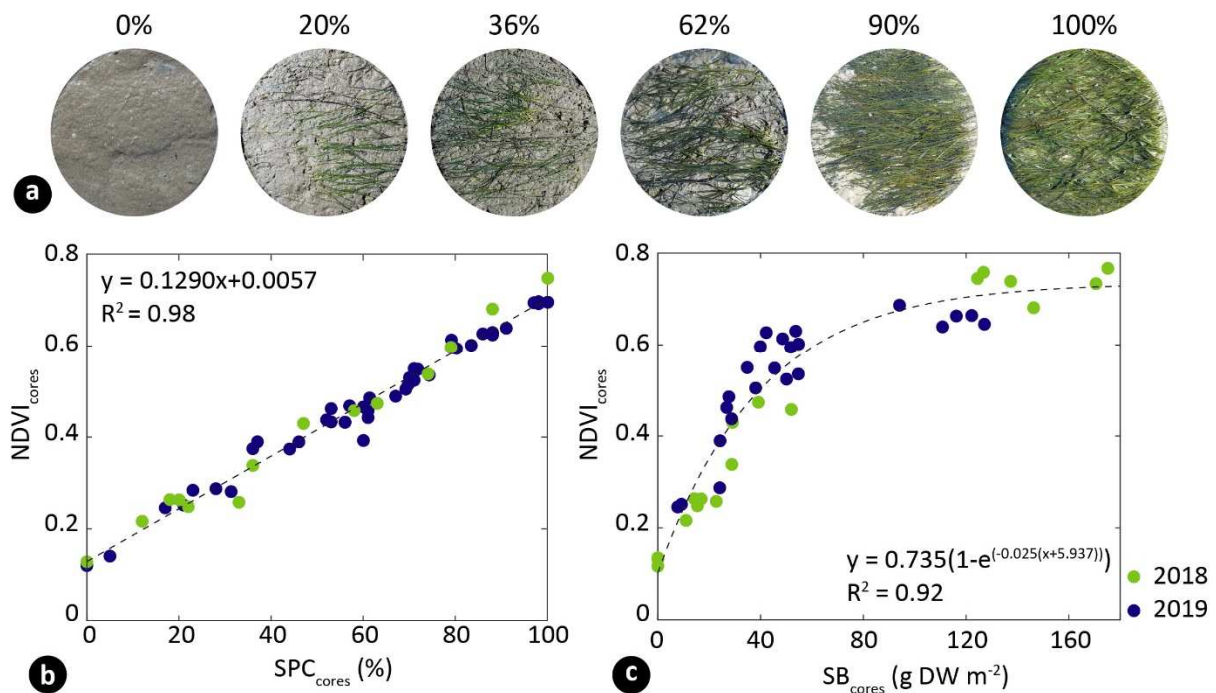 0% 20% 36% 62% 90% 100%
a
0.8
0.6
0.4
0.2
0
NDVIcores
y = 0.1290x+0.0057
R² = 0.98
0 20 40 60 80 100
SPCcores (%)
b
0.8
0.6
0.4
0.2
0
NDVIcores
y = 0.735(1-e^(-0.025(x+5.937)))
R² = 0.92
0 40 80 120 160
SBcores (g DW m⁻²)
c
2018
2019